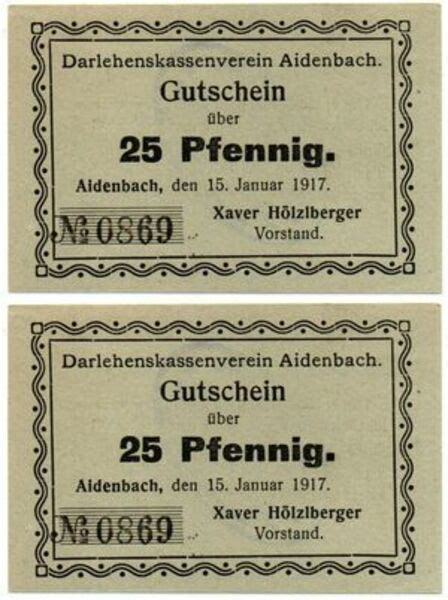 Darlehenskassenverein Aidenbach.
Gutschein
über
25 Pfennig.
Aidenbach, den 15. Januar 1917.
Xaver Hölzlberger
№ 0869
Vorstand.
Darlehenskassenverein Aidenbach.
Gutschein
über
25 Pfennig.
Aidenbach, den 15. Januar 1917.
Xaver Hölzlberger
№ 0869
Vorstand.